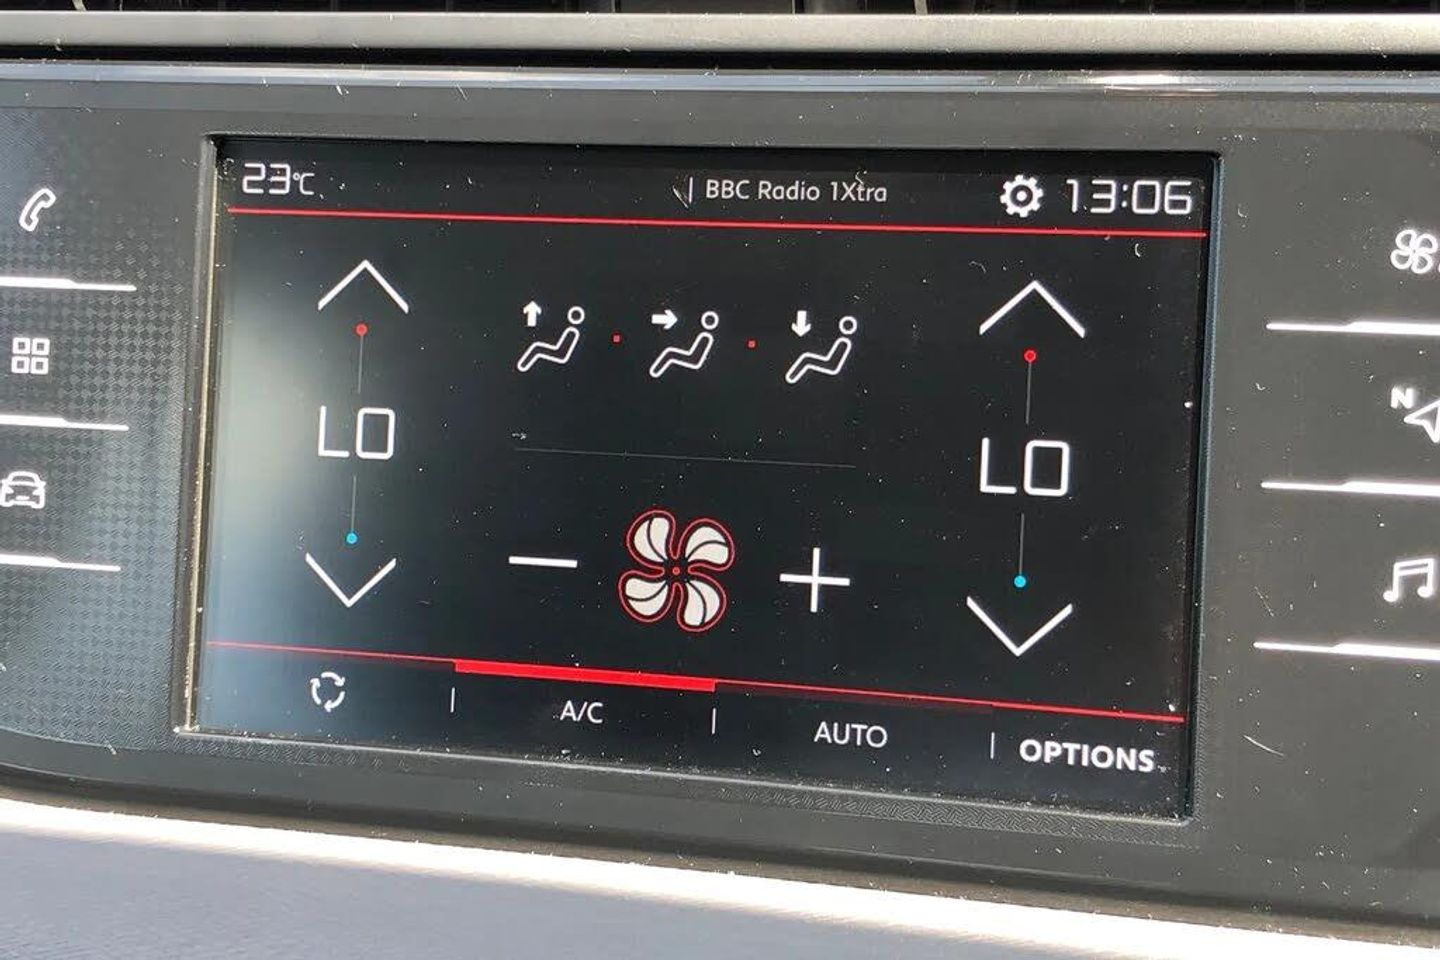 23°C
BBC Radio 1Xtra
13:06
LO
LO
A/C
AUTO
OPTIONS
N